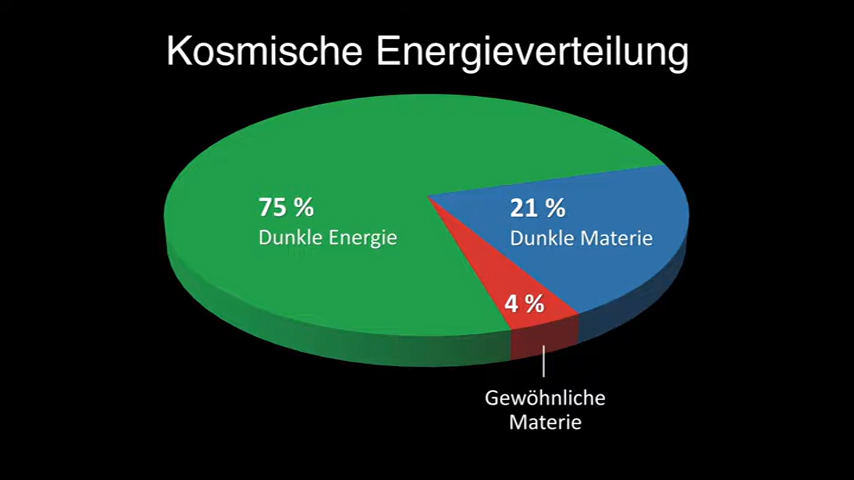 Kosmische Energieverteilung
75 %
Dunkle Energie
21 %
Dunkle Materie
4 %
Gewöhnliche
Materie